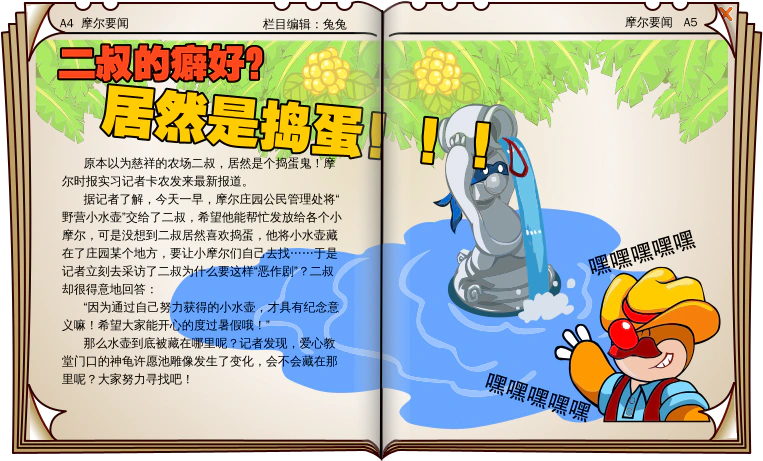 A4 摩尔要闻
栏目编辑：兔兔
摩尔要闻 A5
二叔的癖好?
居然是捣蛋！！！
原本以为慈祥的农场二叔，居然是个捣蛋鬼！摩
尔时报实习记者卡农发来最新报道。
据记者了解，今天一早，摩尔庄园公民管理处将“
野营小水壶”交给了二叔，希望他能帮忙发放给各个小
摩尔，可是没想到二叔居然喜欢捣蛋，他将小水壶藏
在了庄园某个地方，要让小摩尔们自己去找……于是
记者立刻去采访了二叔为什么要这样“恶作剧”？二叔
却很得意地回答：
“因为通过自己努力获得的小水壶，才具有纪念意
义嘛！希望大家能开心的度过暑假哦！”
那么水壶到底被藏在哪里呢？记者发现，爱心教
堂门口的神龟许愿池雕像发生了变化，会不会藏在那
里呢？大家努力寻找吧！
嘿嘿嘿嘿嘿
嘿嘿嘿嘿嘿